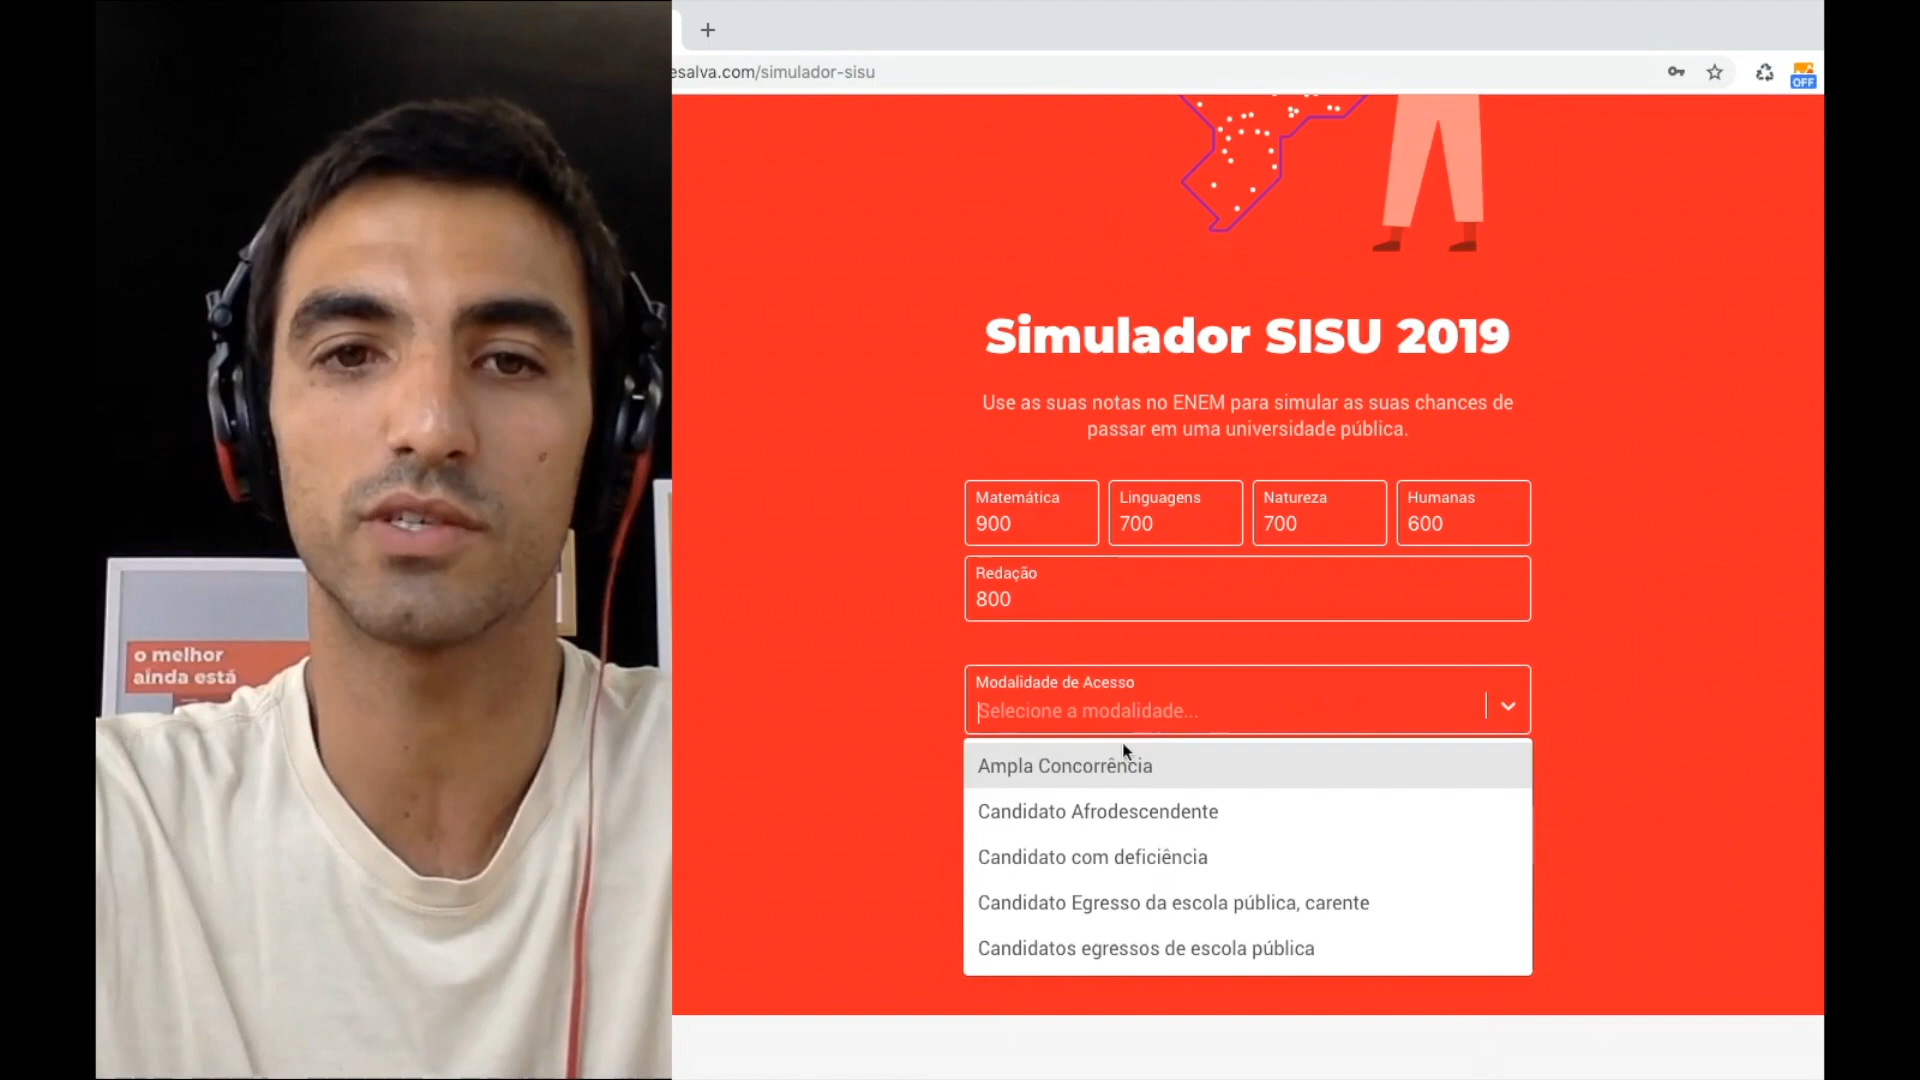 esalva.com/simulador-sisu
OFF
Simulador SISU 2019
Use as suas notas no ENEM para simular as suas chances de
passar em uma universidade pública.
Matemática
900
Linguagens
700
Natureza
700
Humanas
600
Redação
800
Modalidade de Acesso
Selecione a modalidade...
Ampla Concorrência
Candidato Afrodescendente
Candidato com deficiência
Candidato Egresso da escola pública, carente
Candidatos egressos de escola pública
o melhor
ainda está